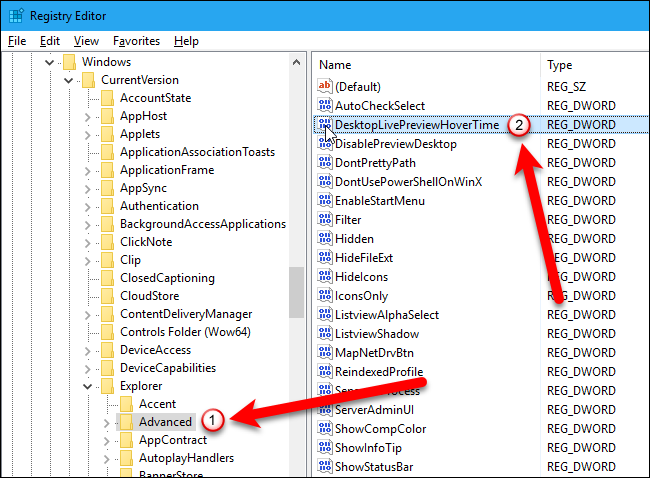 Registry Editor
File Edit View Favorites Help
Windows
CurrentVersion
AccountState
AppHost
Applets
ApplicationAssociationToasts
ApplicationFrame
AppSync
Authentication
BackgroundAccessApplications
ClickNote
Clip
ClosedCaptioning
CloudStore
ContentDeliveryManager
Controls Folder (Wow64)
DeviceAccess
DeviceCapabilities
Explorer
Accent
Advanced 1
AppContract
AutoplayHandlers
BannerStore
Name Type
(Default) REG_SZ
AutoCheckSelect REG_DWORD
DesktopLivePreviewHoverTime 2 REG_DWORD
DisablePreviewDesktop REG_DWORD
DontPrettyPath REG_DWORD
DontUsePowerShellOnWinX REG_DWORD
EnableStartMenu REG_DWORD
Filter REG_DWORD
Hidden REG_DWORD
HideFileExt REG_DWORD
HideIcons REG_DWORD
IconsOnly REG_DWORD
ListviewAlphaSelect REG_DWORD
ListviewShadow REG_DWORD
MapNetDrvBtn REG_DWORD
ReindexedProfile REG_DWORD
REG_DWORD
ServerAdminUI REG_DWORD
ShowCompColor REG_DWORD
ShowInfoTip REG_DWORD
ShowStatusBar REG_DWORD